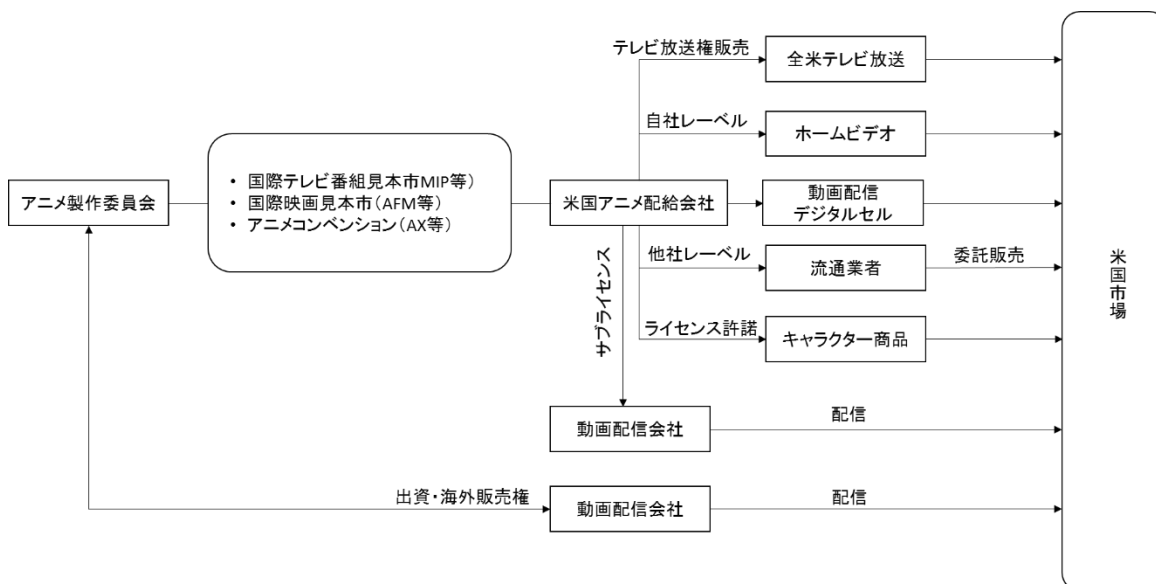 テレビ放送権販売
全米テレビ放送
自社レーベル
ホームビデオ
・ 国際テレビ番組見本市MIP等）
・ 国際映画見本市（AFM等）
・ アニメコンベンション（AX等）
アニメ製作委員会
米国アニメ配給会社
動画配信
デジタルセル
他社レーベル
流通業者
委託販売
サブライセンス
ライセンス許諾
キャラクター商品
米国市場
動画配信会社
配信
出資・海外販売権
動画配信会社
配信